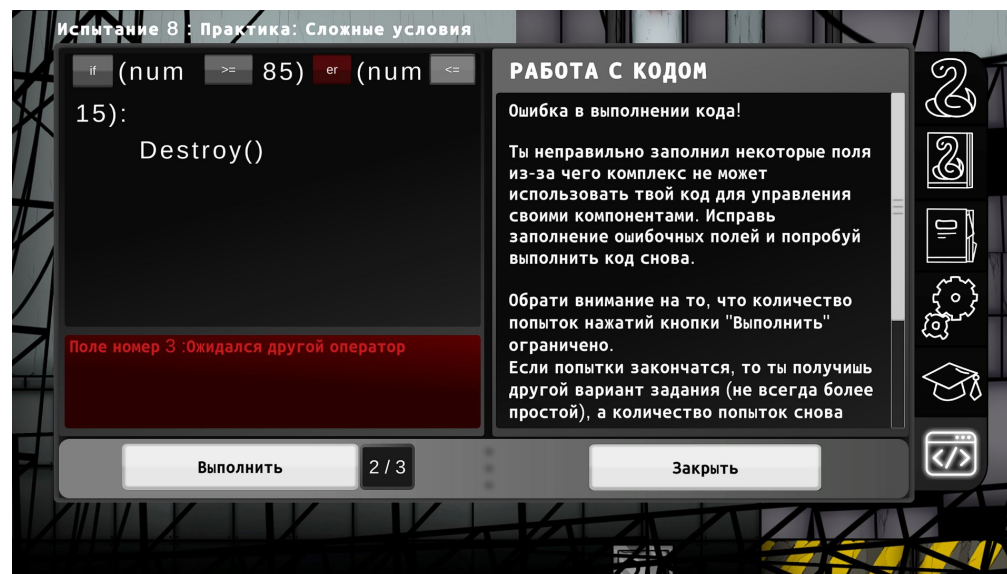 Испытание 8 : Практика: Сложные условия
if (num >= 85) er (num <=
15):
Destroy()
Поле номер 3 :Ожидался другой оператор
РАБОТА С КОДОМ
Ошибка в выполнении кода!
Ты неправильно заполнил некоторые поля
из-за чего комплекс не может
использовать твой код для управления
своими компонентами. Исправь
заполнение ошибочных полей и попробуй
выполнить код снова.
Обрати внимание на то, что количество
попыток нажатий кнопки "Выполнить"
ограничено.
Если попытки закончатся, то ты получишь
другой вариант задания (не всегда более
простой), а количество попыток снова
Выполнить 2 / 3
Закрыть